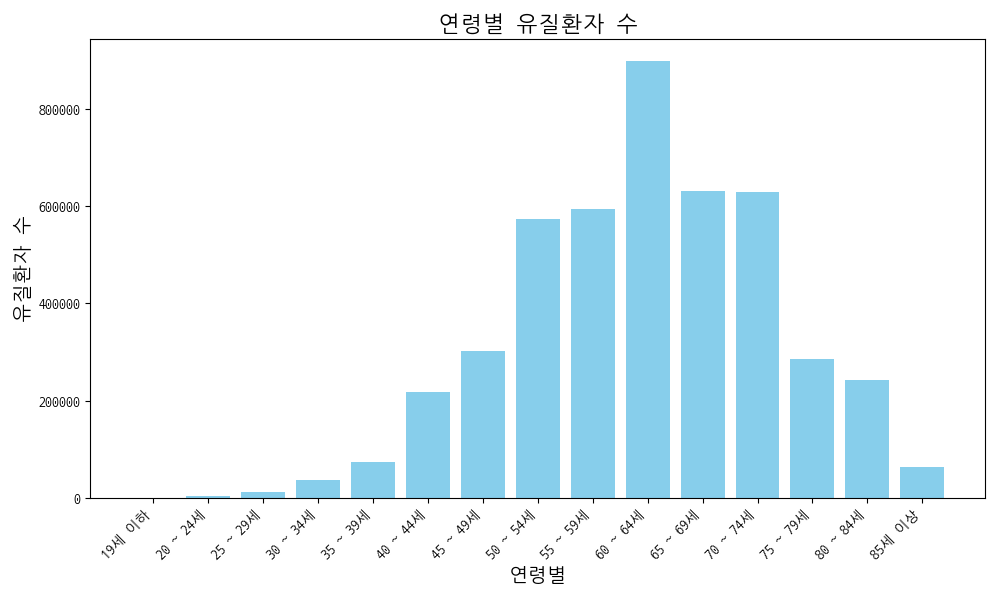 연령별 유질환자 수
유질환자 수
800000
600000
400000
200000
0
19세 이하
20 ~ 24세
25 ~ 29세
30 ~ 34세
35 ~ 39세
40 ~ 44세
45 ~ 49세
50 ~ 54세
55 ~ 59세
60 ~ 64세
65 ~ 69세
70 ~ 74세
75 ~ 79세
80 ~ 84세
85세 이상
연령별